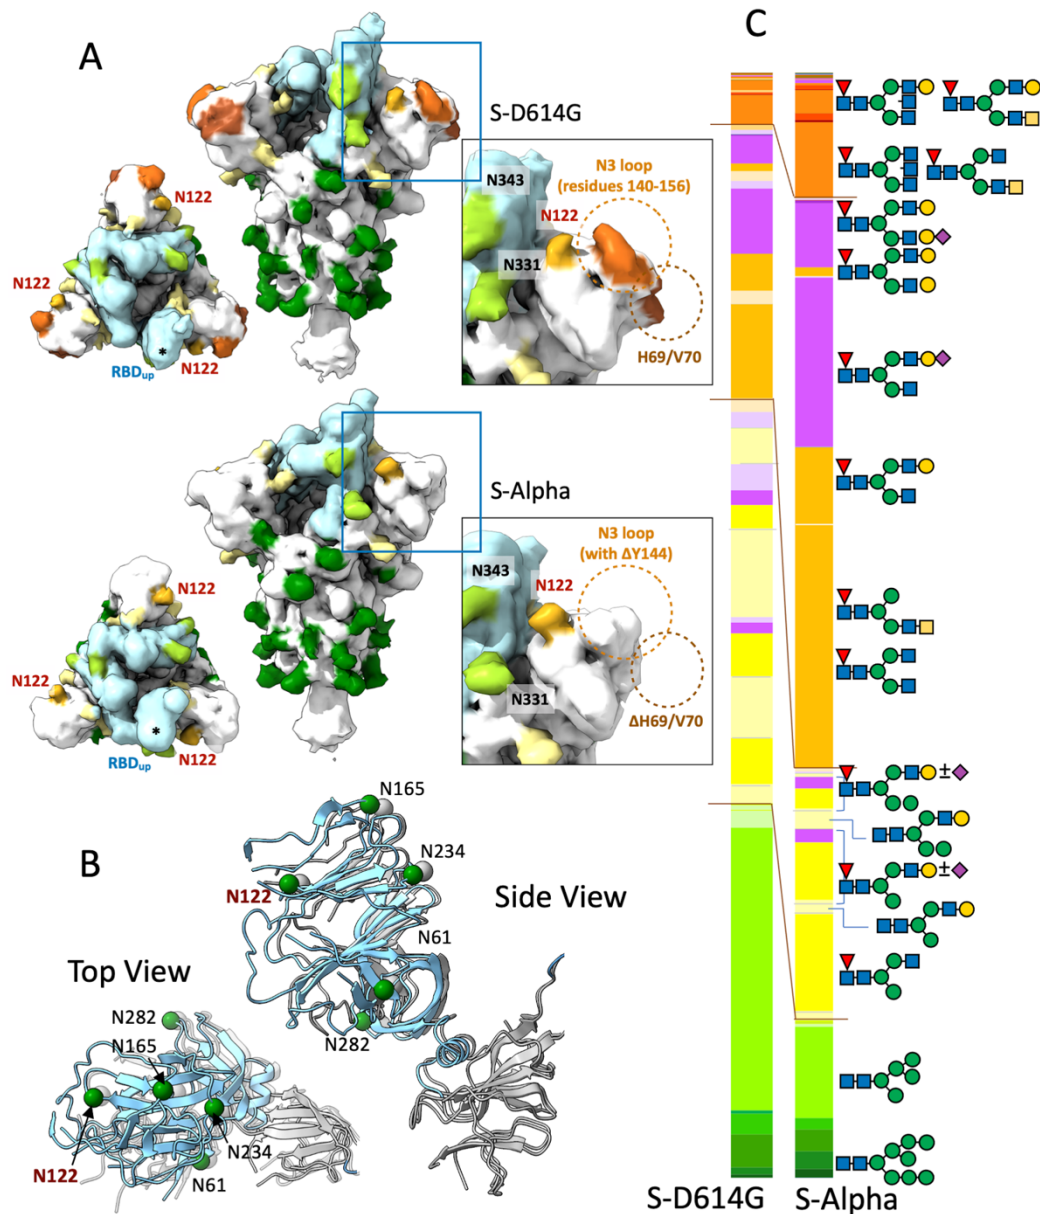 A
C
S-D614G
N122
N122
N122
RBDup
*
N343
N3 loop
(residues 140-156)
N122
N331
H69/V70
S-Alpha
N122
N122
N122
RBDup
*
N343
N3 loop
(with ΔY144)
N122
N331
ΔH69/V70
±
±
B
N165
N234
N122
Side View
N61
N282
Top View
N282
N165
N234
N122
N61
S-D614G
S-Alpha